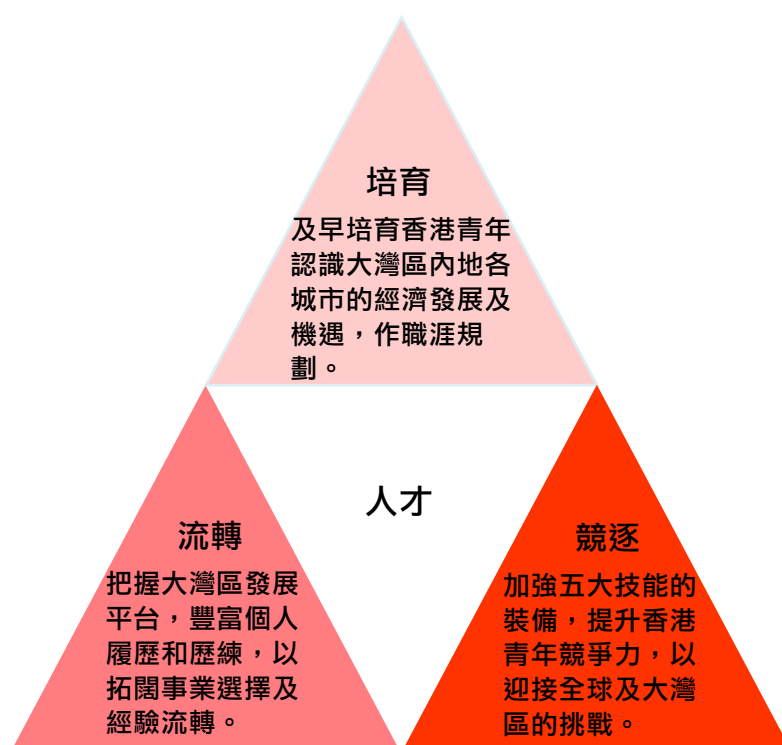 培育
及早培育香港青年
認識大灣區內地各
城市的經濟發展及
機遇，作職涯規
劃。
人才
流轉
把握大灣區發展
平台，豐富個人
履歷和歷練，以
拓闊事業選擇及
經驗流轉。
競逐
加強五大技能的
裝備，提升香港
青年競爭力，以
迎接全球及大灣
區的挑戰。